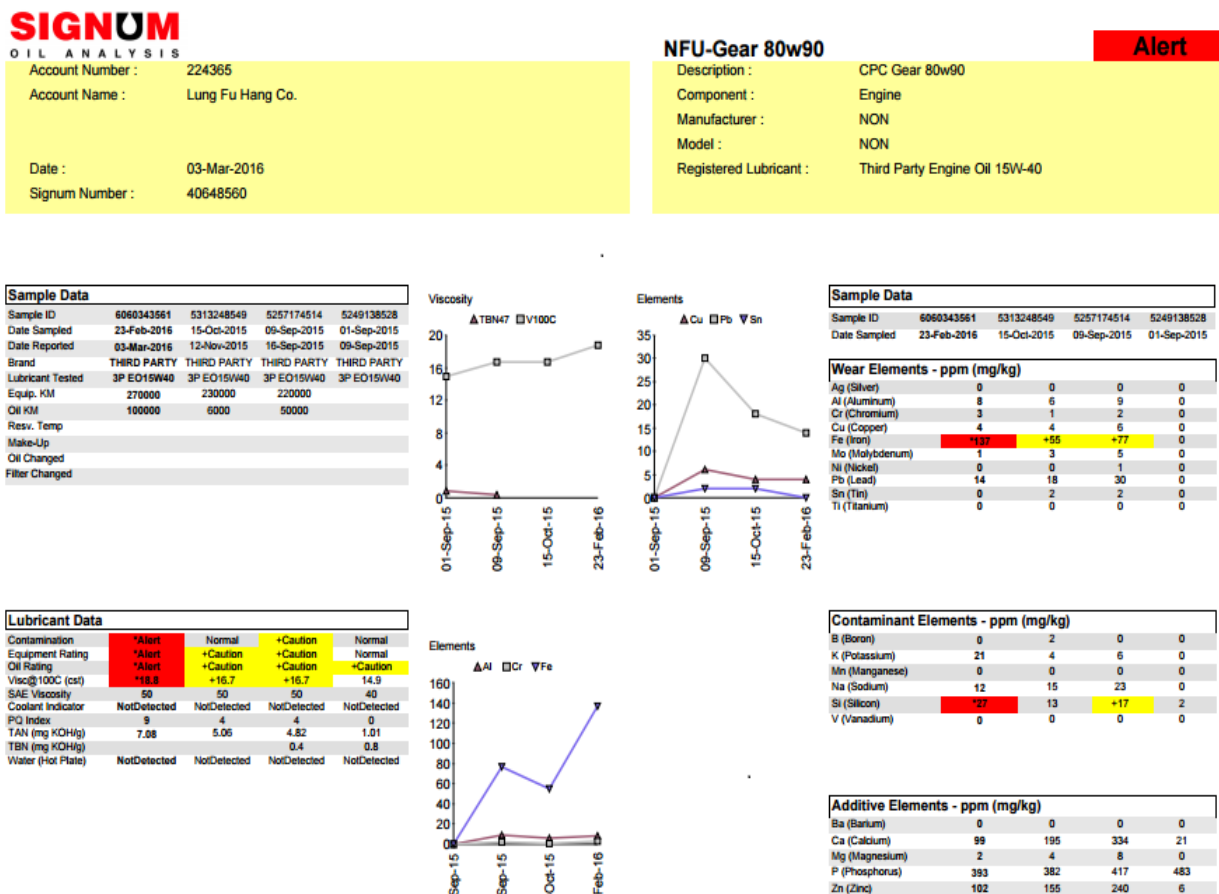 SIGNUM
OIL ANALYSIS
NFU-Gear 80w90
Alert
Account Number : 224365
Account Name : Lung Fu Hang Co.
Date : 03-Mar-2016
Signum Number : 40648560
Description : CPC Gear 80w90
Component : Engine
Manufacturer : NON
Model : NON
Registered Lubricant : Third Party Engine Oil 15W-40
Sample Data
Sample ID 6060343561 5313248549 5257174514 5249138528
Date Sampled 23-Feb-2016 15-Oct-2015 09-Sep-2015 01-Sep-2015
Date Reported 03-Mar-2016 12-Nov-2015 16-Sep-2015 09-Sep-2015
Brand THIRD PARTY THIRD PARTY THIRD PARTY THIRD PARTY
Lubricant Tested 3P EO15W40 3P EO15W40 3P EO15W40 3P EO15W40
Equip. KM 270000 230000 220000
Oil KM 100000 6000 50000
Resv. Temp
Make-Up
Oil Changed
Filter Changed
Viscosity
TBN47 V100C
20
16
12
8
4
0
01-Sep-15
09-Sep-15
15-Oct-15
23-Feb-16
Elements
Cu Pb Sn
35
30
25
20
15
10
5
0
01-Sep-15
09-Sep-15
15-Oct-15
23-Feb-16
Sample Data
Sample ID 6060343561 5313248549 5257174514 5249138528
Date Sampled 23-Feb-2016 15-Oct-2015 09-Sep-2015 01-Sep-2015
Wear Elements - ppm (mg/kg)
Ag (Silver) 0 0 0 0
Al (Aluminum) 8 6 9 0
Cr (Chromium) 3 1 2 0
Cu (Copper) 4 4 6 0
Fe (Iron) *137 +55 +77 0
Mo (Molybdenum) 1 3 5 0
Ni (Nickel) 0 0 1 0
Pb (Lead) 14 18 30 0
Sn (Tin) 0 2 2 0
Ti (Titanium) 0 0 0 0
Lubricant Data
Contamination *Alert Normal +Caution Normal
Equipment Rating *Alert +Caution +Caution Normal
Oil Rating *Alert +Caution +Caution +Caution
Visc@100C (cst) *18.8 +16.7 +16.7 14.9
SAE Viscosity 50 50 50 40
Coolant Indicator NotDetected NotDetected NotDetected NotDetected
PQ Index 9 4 4 0
TAN (mg KOH/g) 7.08 5.06 4.82 1.01
TBN (mg KOH/g) 0.4 0.8
Water (Hot Plate) NotDetected NotDetected NotDetected NotDetected
Elements
Al Cr Fe
160
140
120
100
80
60
40
20
0
Sep-15
Sep-15
Oct-15
Feb-16
Contaminant Elements - ppm (mg/kg)
B (Boron) 0 2 0 0
K (Potassium) 21 4 6 0
Mn (Manganese) 0 0 0 0
Na (Sodium) 12 15 23 0
Si (Silicon) *27 13 +17 2
V (Vanadium) 0 0 0 0
Additive Elements - ppm (mg/kg)
Ba (Barium) 0 0 0 0
Ca (Calcium) 99 195 334 21
Mg (Magnesium) 2 4 8 0
P (Phosphorus) 393 382 417 483
Zn (Zinc) 102 155 240 6